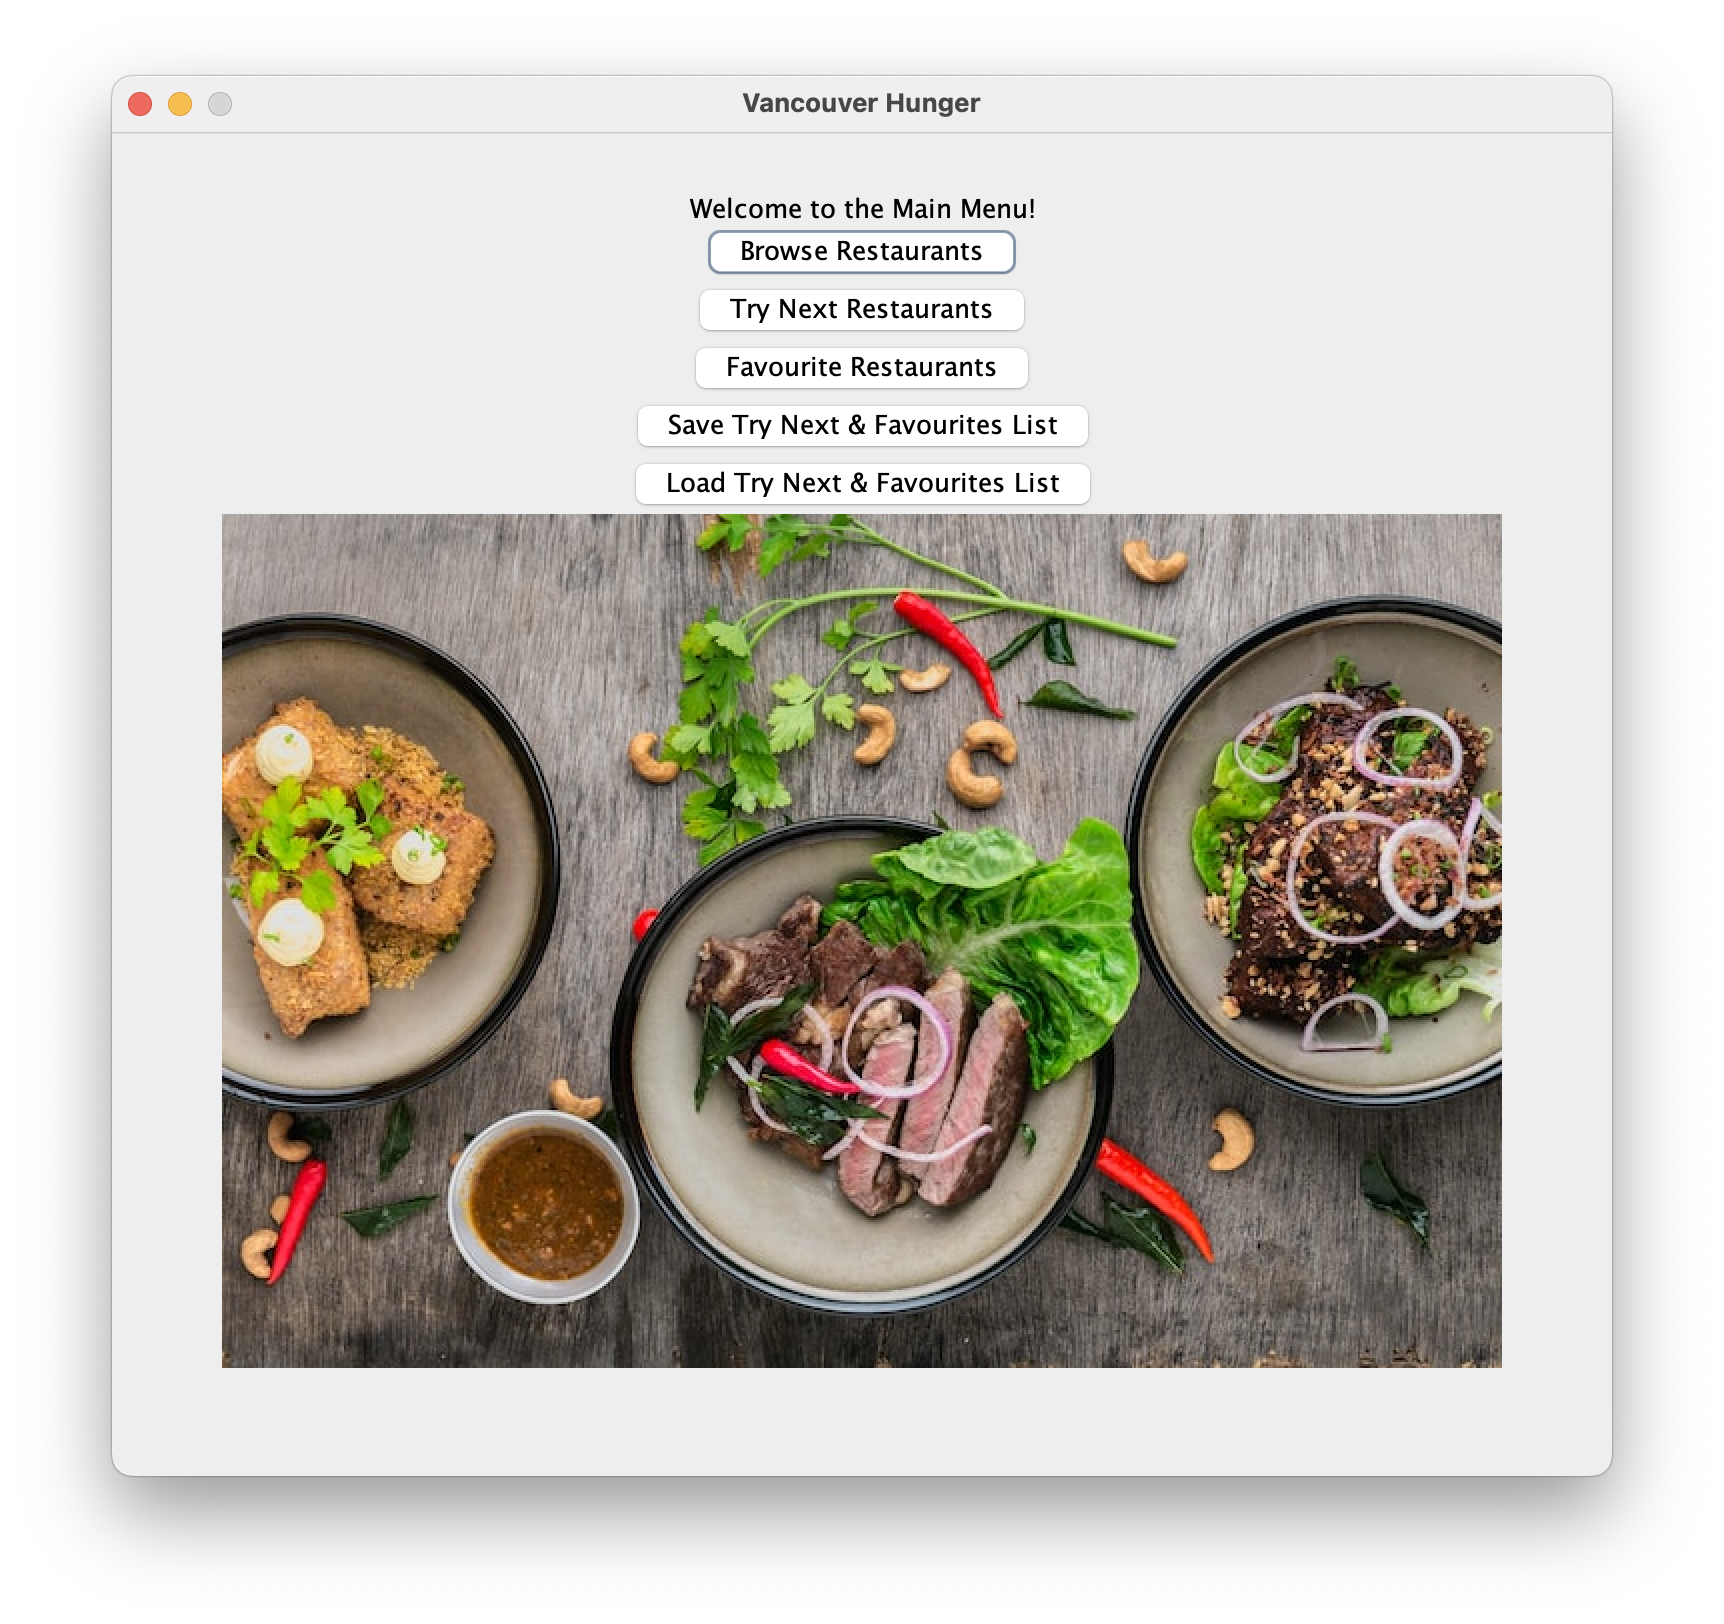 Vancouver Hunger
Welcome to the Main Menu!
Browse Restaurants
Try Next Restaurants
Favourite Restaurants
Save Try Next & Favourites List
Load Try Next & Favourites List